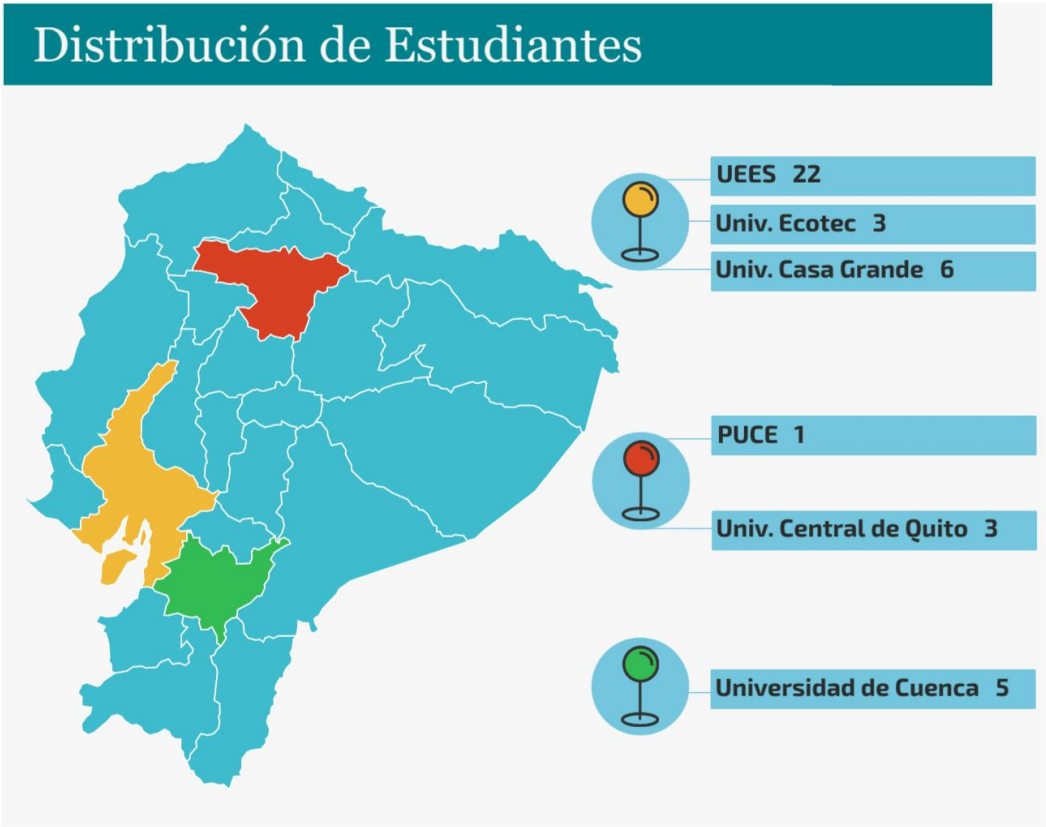 Distribución de Estudiantes
UEES 22
Univ. Ecotec 3
Univ. Casa Grande 6
PUCE 1
Univ. Central de Quito 3
Universidad de Cuenca 5